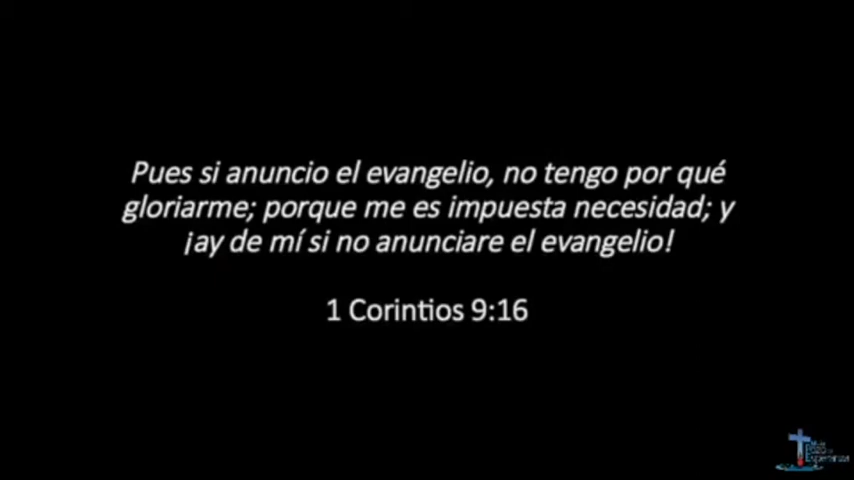 Pues si anuncio el evangelio, no tengo por qué
gloriarme; porque me es impuesta necesidad; y
¡ay de mí si no anunciare el evangelio!
1 Corintios 9:16
Esperanza